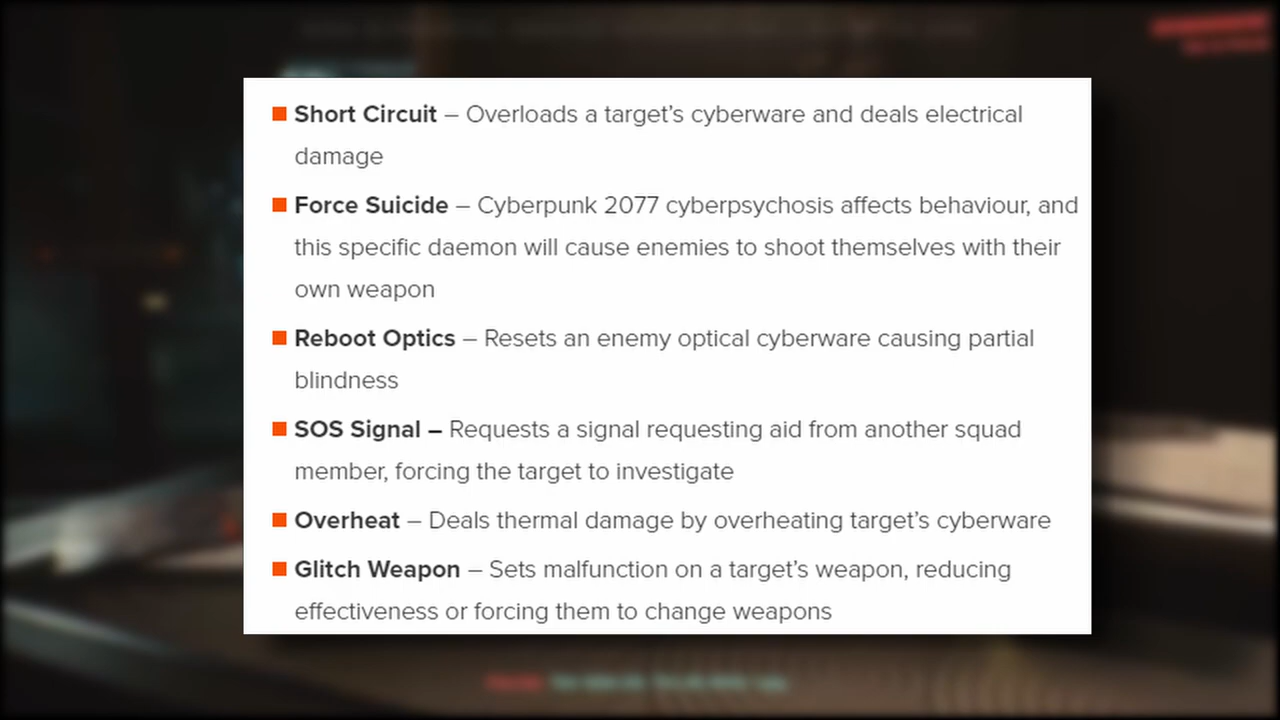 Short Circuit – Overloads a target’s cyberware and deals electrical
damage
Force Suicide – Cyberpunk 2077 cyberpsychosis affects behaviour, and
this specific daemon will cause enemies to shoot themselves with their
own weapon
Reboot Optics – Resets an enemy optical cyberware causing partial
blindness
SOS Signal – Requests a signal requesting aid from another squad
member, forcing the target to investigate
Overheat – Deals thermal damage by overheating target’s cyberware
Glitch Weapon – Sets malfunction on a target’s weapon, reducing
effectiveness or forcing them to change weapons